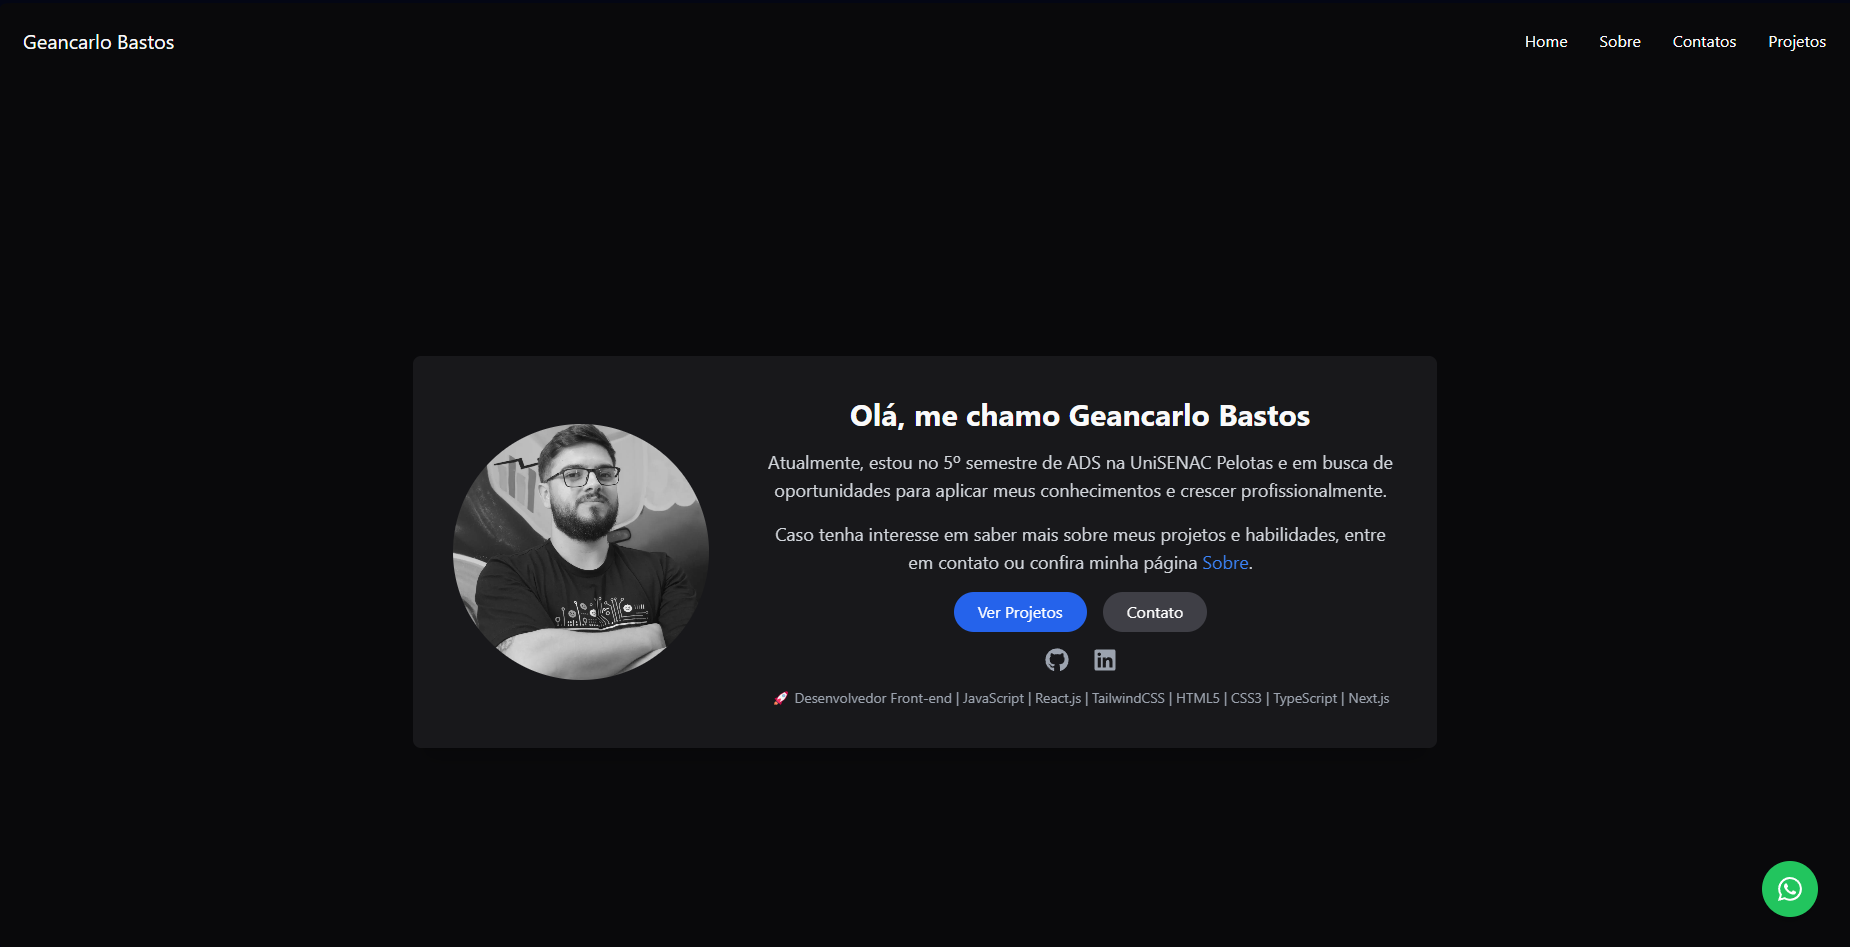 Geancarlo Bastos
Home Sobre Contatos Projetos
Olá, me chamo Geancarlo Bastos
Atualmente, estou no 5º semestre de ADS na UniSENAC Pelotas e em busca de
oportunidades para aplicar meus conhecimentos e crescer profissionalmente.
Caso tenha interesse em saber mais sobre meus projetos e habilidades, entre
em contato ou confira minha página Sobre.
Ver Projetos Contato
in
🚀 Desenvolvedor Front-end | JavaScript | React.js | TailwindCSS | HTML5 | CSS3 | TypeScript | Next.js